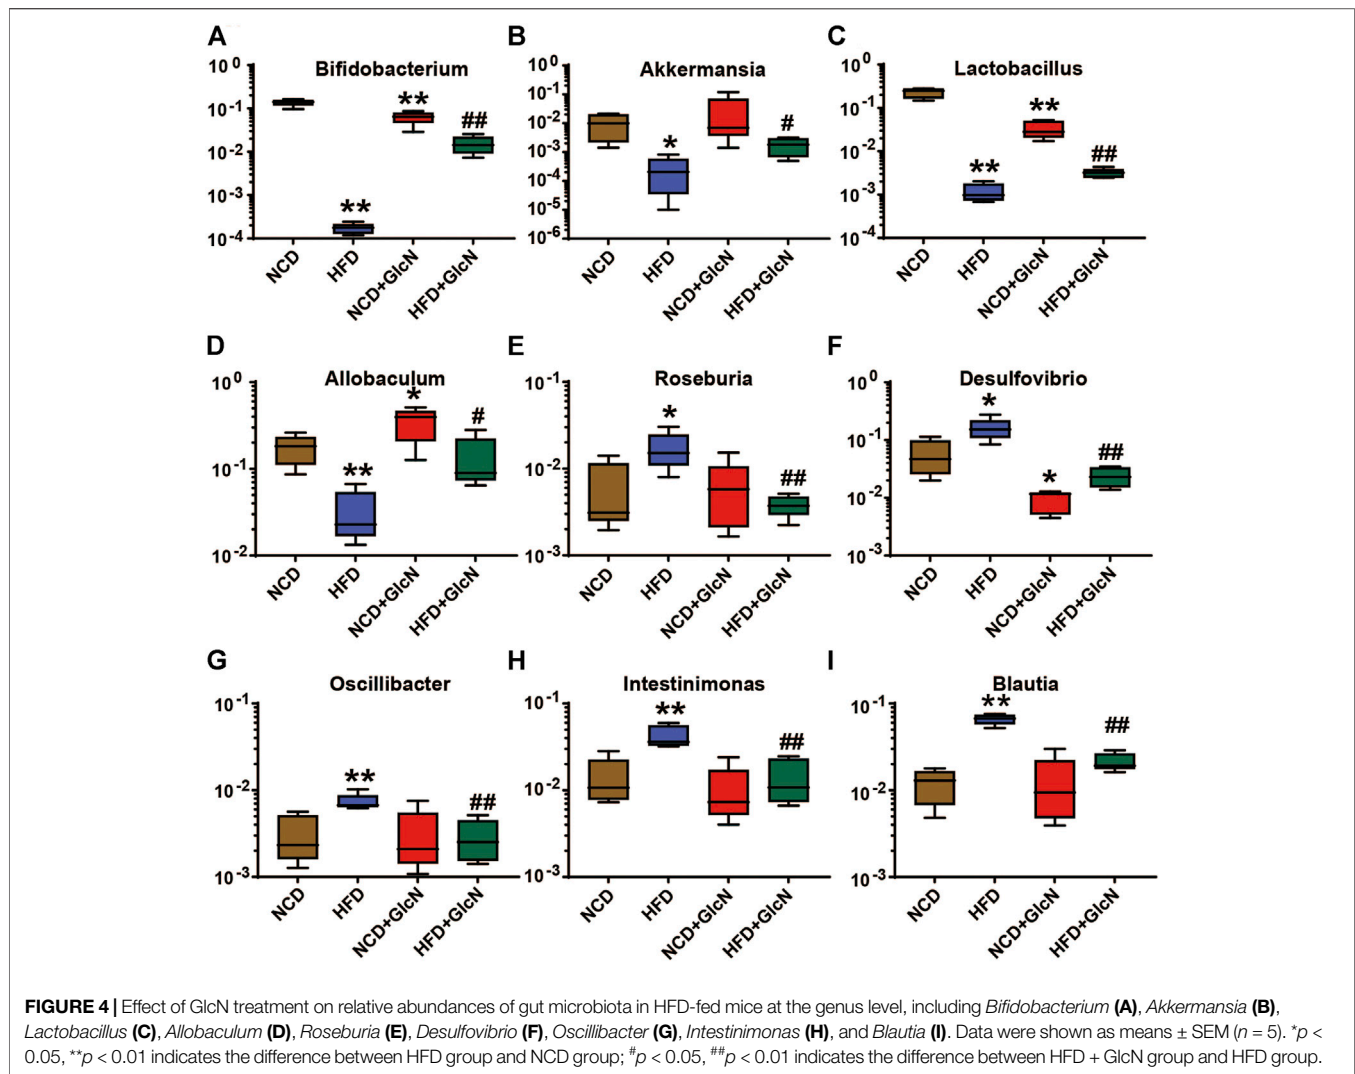 A
Bifidobacterium
10⁰
10⁻¹
10⁻²
10⁻³
10⁻⁴
**
**
##
NCD
HFD
NCD+GlcN
HFD+GlcN
B
Akkermansia
10⁰
10⁻¹
10⁻²
10⁻³
10⁻⁴
10⁻⁵
10⁻⁶
*
#
NCD
HFD
NCD+GlcN
HFD+GlcN
C
Lactobacillus
10⁰
10⁻¹
10⁻²
10⁻³
10⁻⁴
**
**
##
NCD
HFD
NCD+GlcN
HFD+GlcN
D
Allobaculum
10⁰
10⁻¹
10⁻²
**
*
#
NCD
HFD
NCD+GlcN
HFD+GlcN
E
Roseburia
10⁻¹
10⁻²
10⁻³
*
##
NCD
HFD
NCD+GlcN
HFD+GlcN
F
Desulfovibrio
10⁰
10⁻¹
10⁻²
10⁻³
*
*
##
NCD
HFD
NCD+GlcN
HFD+GlcN
G
Oscillibacter
10⁻¹
10⁻²
10⁻³
**
##
NCD
HFD
NCD+GlcN
HFD+GlcN
H
Intestinimonas
10⁻¹
10⁻²
10⁻³
**
##
NCD
HFD
NCD+GlcN
HFD+GlcN
I
Blautia
10⁻¹
10⁻²
10⁻³
**
##
NCD
HFD
NCD+GlcN
HFD+GlcN
FIGURE 4 | Effect of GlcN treatment on relative abundances of gut microbiota in HFD-fed mice at the genus level, including Bifidobacterium (A), Akkermansia (B),
Lactobacillus (C), Allobaculum (D), Roseburia (E), Desulfovibrio (F), Oscillibacter (G), Intestinimonas (H), and Blautia (I). Data were shown as means ± SEM (n = 5). *p <
0.05, **p < 0.01 indicates the difference between HFD group and NCD group; #p < 0.05, ##p < 0.01 indicates the difference between HFD + GlcN group and HFD group.